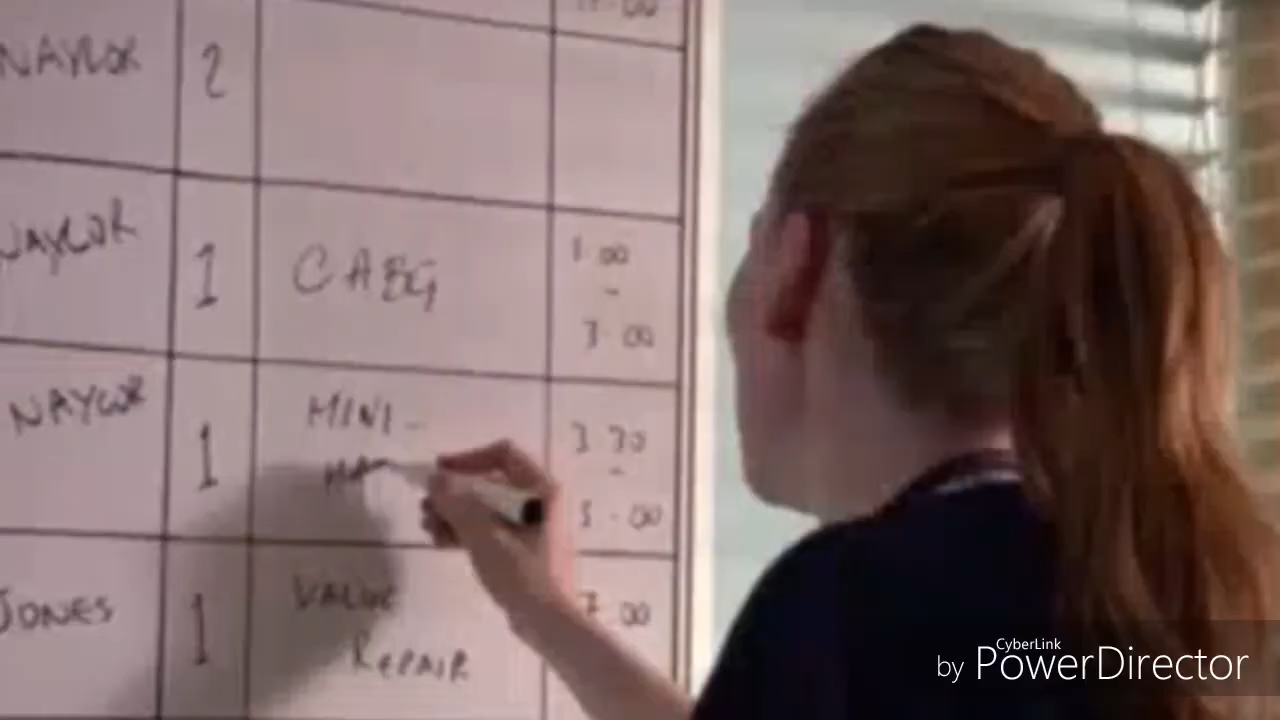 NAYLOR 2
NAYLOR 1 CABG 1.00
-
3.00
NAYLOR 1 MINI- 3.30
MA -
5.00
JONES 1 VALVE 7.00
REPAIR
CyberLink
by PowerDirector